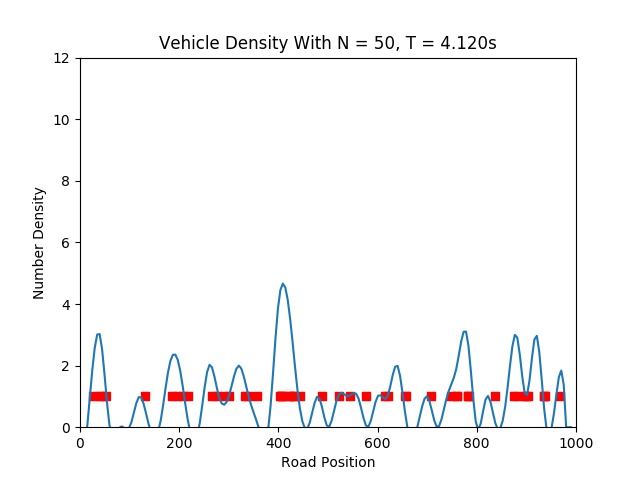 Vehicle Density With N = 50, T = 4.120s
12
10
8
6
4
2
0
Number Density
0 200 400 600 800 1000
Road Position